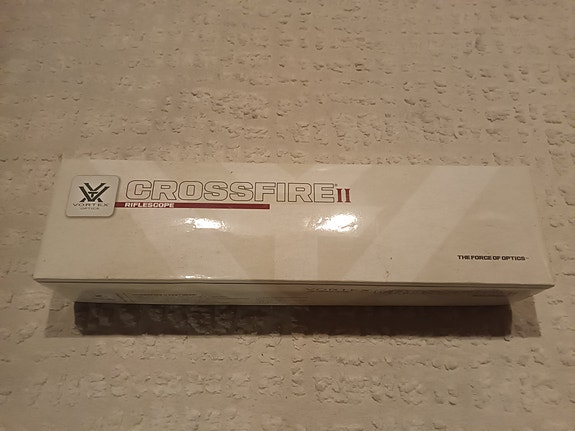 CROSSFIRE II
RIFLESCOPE
VORTEX
OPTICS
THE FORCE OF OPTICS